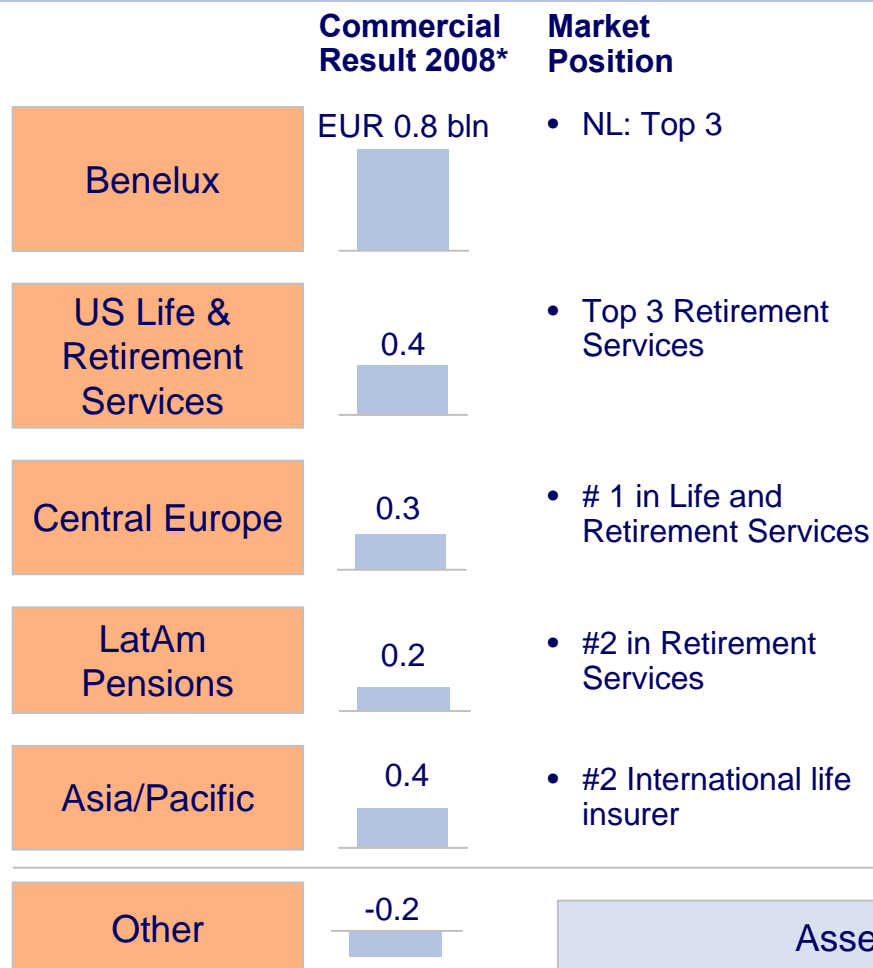 Commercial
Result 2008*
Market
Position
Benelux
EUR 0.8 bln
• NL: Top 3
US Life &
Retirement
Services
0.4
• Top 3 Retirement
Services
Central Europe
0.3
• # 1 in Life and
Retirement Services
LatAm
Pensions
0.2
• #2 in Retirement
Services
Asia/Pacific
0.4
• #2 International life
insurer
Other
-0.2